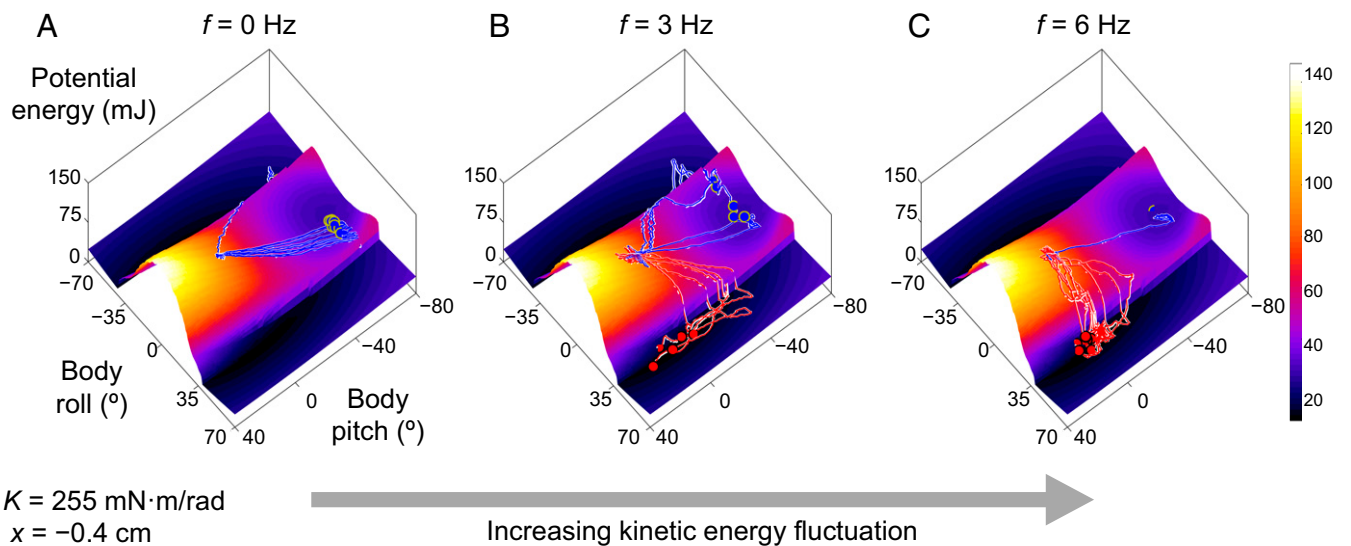 A
f = 0 Hz
B
f = 3 Hz
C
f = 6 Hz
Potential
energy (mJ)
150
75
0
−70
−35
0
35
70
40
0
−40
−80
Body
roll (º)
Body
pitch (º)
150
75
0
−70
−35
0
35
70
40
0
−40
−80
150
75
0
−70
−35
0
35
70
40
0
−40
−80
140
120
100
80
60
40
20
K = 255 mN·m/rad
x = −0.4 cm
Increasing kinetic energy fluctuation